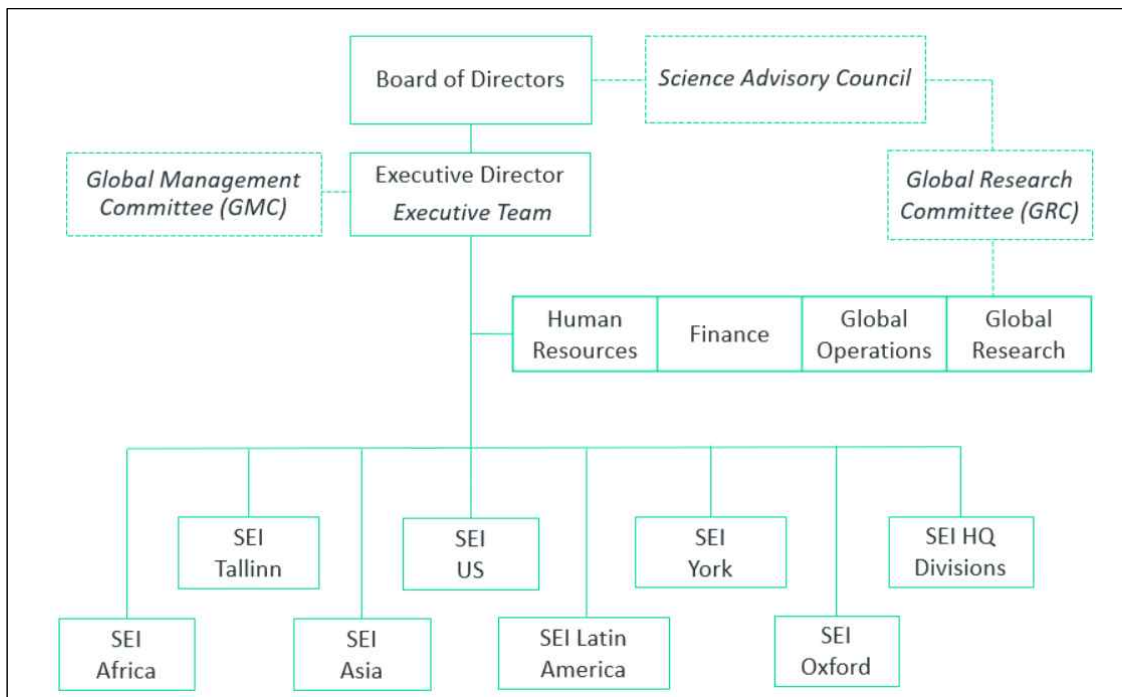 Board of Directors
Science Advisory Council
Global Management
Committee (GMC)
Executive Director
Executive Team
Global Research
Committee (GRC)
Human
Resources
Finance
Global
Operations
Global
Research
SEI
Tallinn
SEI
US
SEI
York
SEI HQ
Divisions
SEI
Africa
SEI
Asia
SEI Latin
America
SEI
Oxford